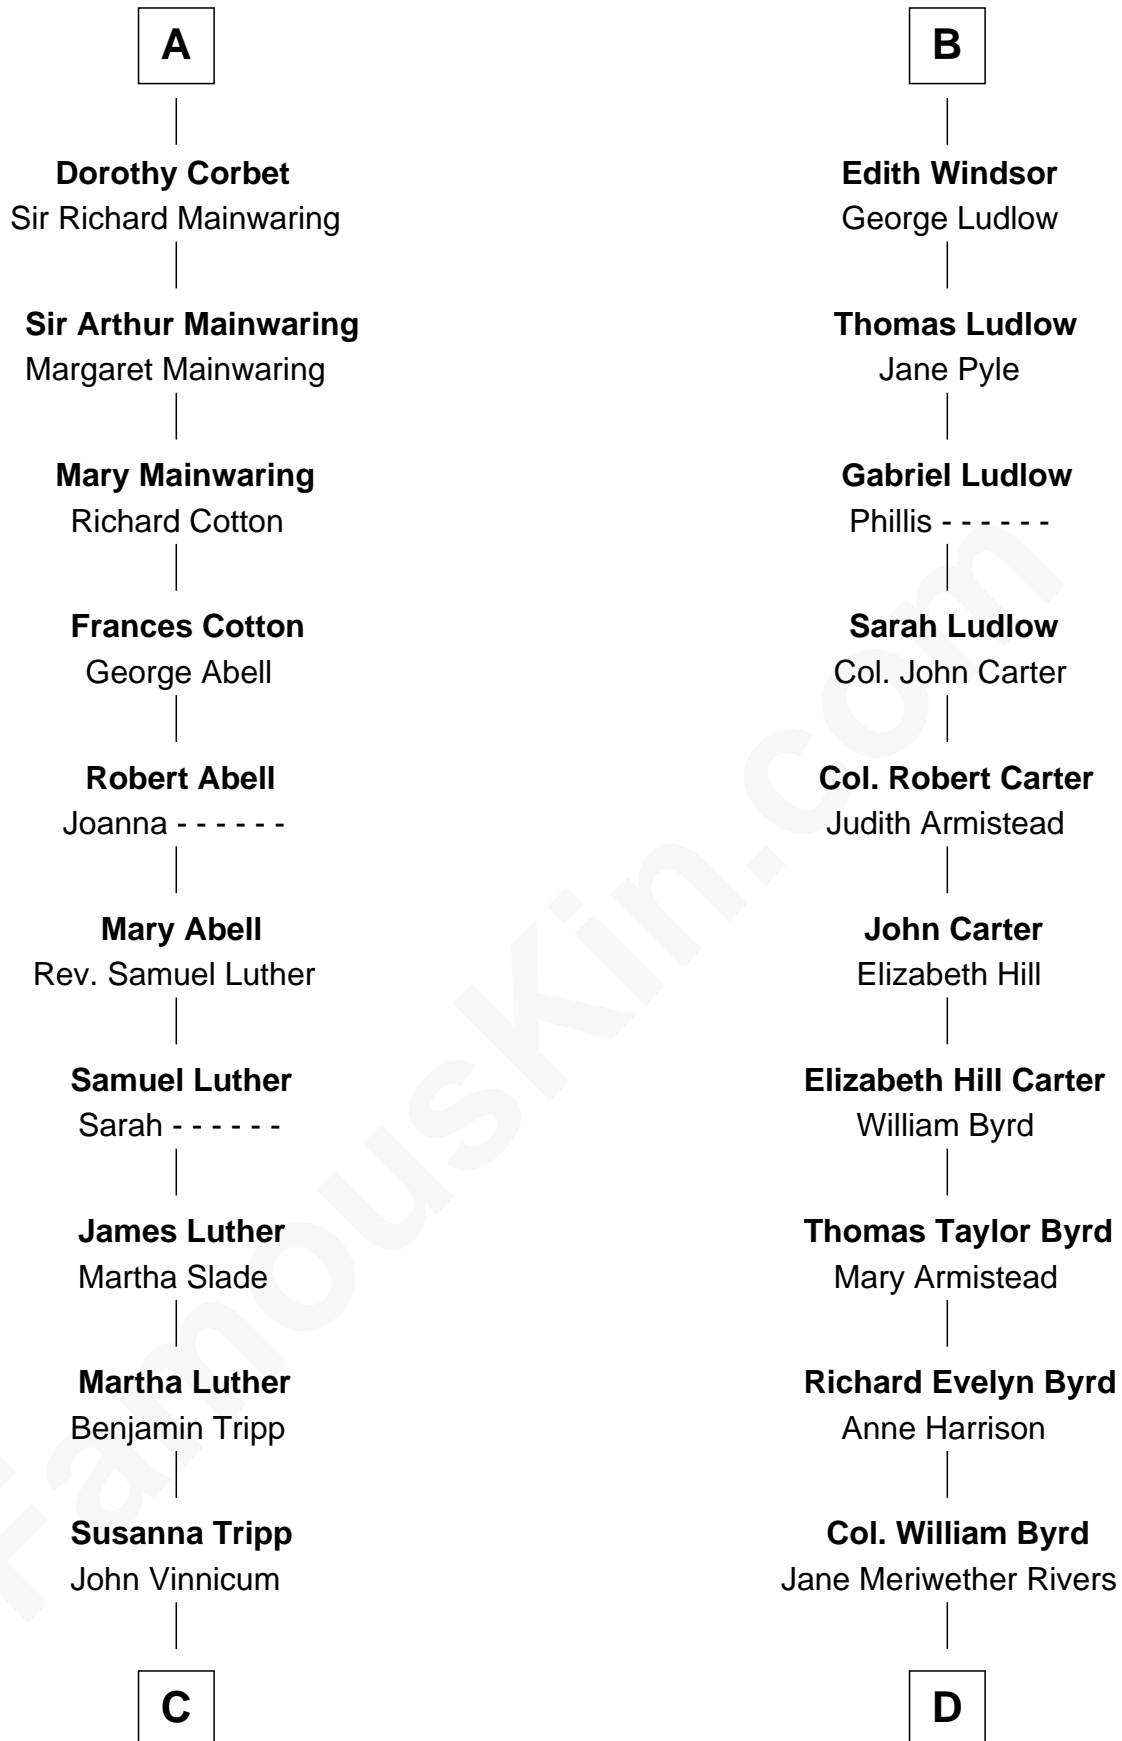 A
Dorothy Corbet
Sir Richard Mainwaring
Sir Arthur Mainwaring
Margaret Mainwaring
Mary Mainwaring
Richard Cotton
Frances Cotton
George Abell
Robert Abell
Joanna - - - - - -
Mary Abell
Rev. Samuel Luther
Samuel Luther
Sarah - - - - - -
James Luther
Martha Slade
Martha Luther
Benjamin Tripp
Susanna Tripp
John Vinnicum
C
B
Edith Windsor
George Ludlow
Thomas Ludlow
Jane Pyle
Gabriel Ludlow
Phillis - - - - - -
Sarah Ludlow
Col. John Carter
Col. Robert Carter
Judith Armistead
John Carter
Elizabeth Hill
Elizabeth Hill Carter
William Byrd
Thomas Taylor Byrd
Mary Armistead
Richard Evelyn Byrd
Anne Harrison
Col. William Byrd
Jane Meriwether Rivers
D
FamousKin.com